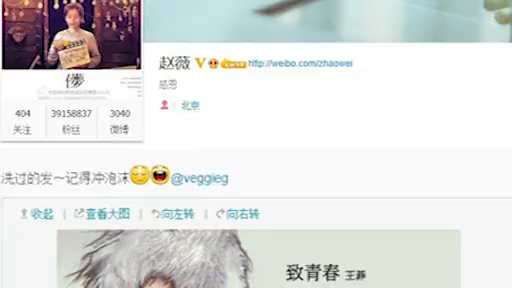 赵薇 http://weibo.com/zhaowei
感恩
北京
404 39158837 3040
关注 粉丝 微博
洗过的发~记得冲泡沫 @veggieg
收起 | 查看大图 | 向左转 | 向右转
致青春 王菲